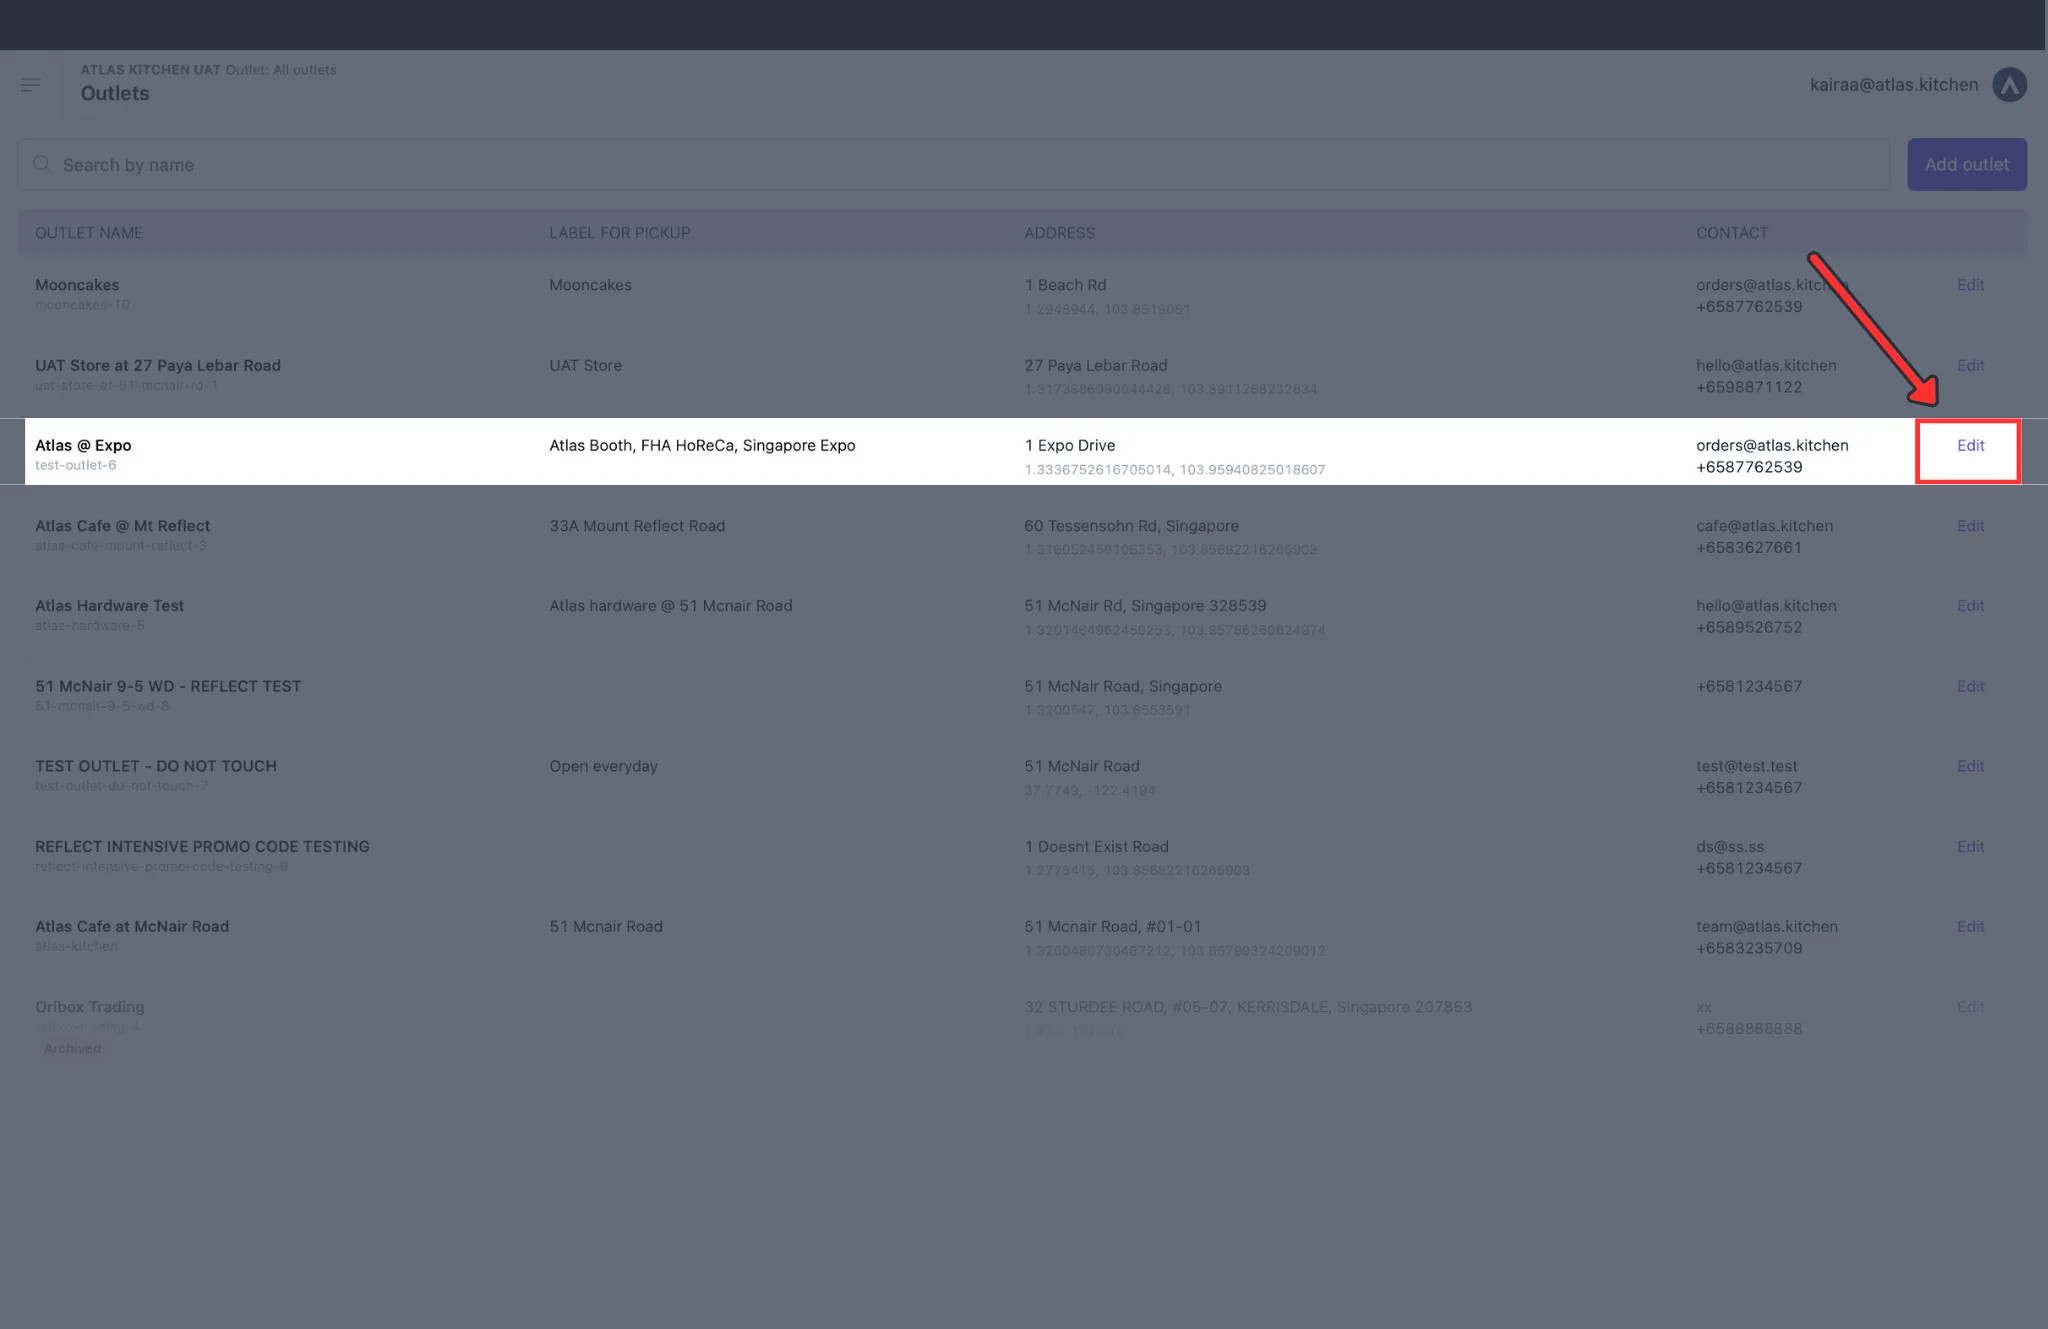 ATLAS KITCHEN UAT Outlet: All outlets
Outlets
kairaa@atlas.kitchen
Search by name
Add outlet
OUTLET NAME LABEL FOR PICKUP ADDRESS CONTACT
Mooncakes Mooncakes 1 Beach Rd orders@atlas.kitchen Edit
mooncakes-10 1.2948944, 103.8519051 +6587762539
UAT Store at 27 Paya Lebar Road UAT Store 27 Paya Lebar Road hello@atlas.kitchen Edit
uat-store-at-51-mcnair-rd-1 1.3173886990044428, 103.8911268232834 +6598871122
Atlas @ Expo Atlas Booth, FHA HoReCa, Singapore Expo 1 Expo Drive orders@atlas.kitchen Edit
test-outlet-6 1.3336752616705014, 103.95940825018607 +6587762539
Atlas Cafe @ Mt Reflect 33A Mount Reflect Road 60 Tessensohn Rd, Singapore cafe@atlas.kitchen Edit
atlas-cafe-mount-reflect-3 1.316052458106353, 103.85682216265903 +6583627661
Atlas Hardware Test Atlas hardware @ 51 Mcnair Road 51 McNair Rd, Singapore 328539 hello@atlas.kitchen Edit
atlas-hardware-5 1.3201464962450253, 103.85786260624974 +6589526752
51 McNair 9-5 WD - REFLECT TEST 51 McNair Road, Singapore +6581234567 Edit
51-mcnair-9-5-wd-8 1.3200547, 103.8563591
TEST OUTLET - DO NOT TOUCH Open everyday 51 McNair Road test@test.test Edit
test-outlet-do-not-touch-7 37.7749, -122.4194 +6581234567
REFLECT INTENSIVE PROMO CODE TESTING 1 Doesnt Exist Road ds@ss.ss Edit
reflect-intensive-promo-code-testing-9 1.2775415, 103.85682216265903 +6581234567
Atlas Cafe at McNair Road 51 Mcnair Road 51 Mcnair Road, #01-01 team@atlas.kitchen Edit
atlas-kitchen 1.3200480730487212, 103.85799324209012 +6583235709
Oribox Trading 32 STURDEE ROAD, #05-07, KERRISDALE, Singapore 207853 xx Edit
+6588888888
Archived